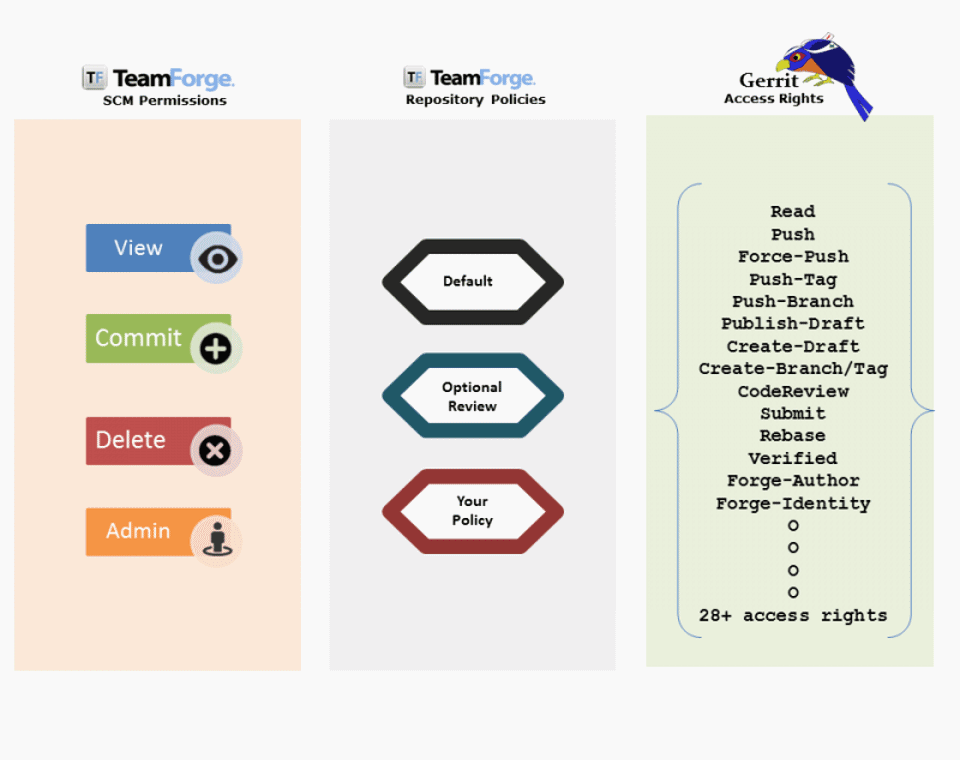 TF TeamForge.
SCM Permissions
View
Commit
Delete
Admin
TF TeamForge.
Repository Policies
Default
Optional
Review
Your
Policy
Gerrit
Access Rights
Read
Push
Force-Push
Push-Tag
Push-Branch
Publish-Draft
Create-Draft
Create-Branch/Tag
CodeReview
Submit
Rebase
Verified
Forge-Author
Forge-Identity
o
o
o
o
28+ access rights